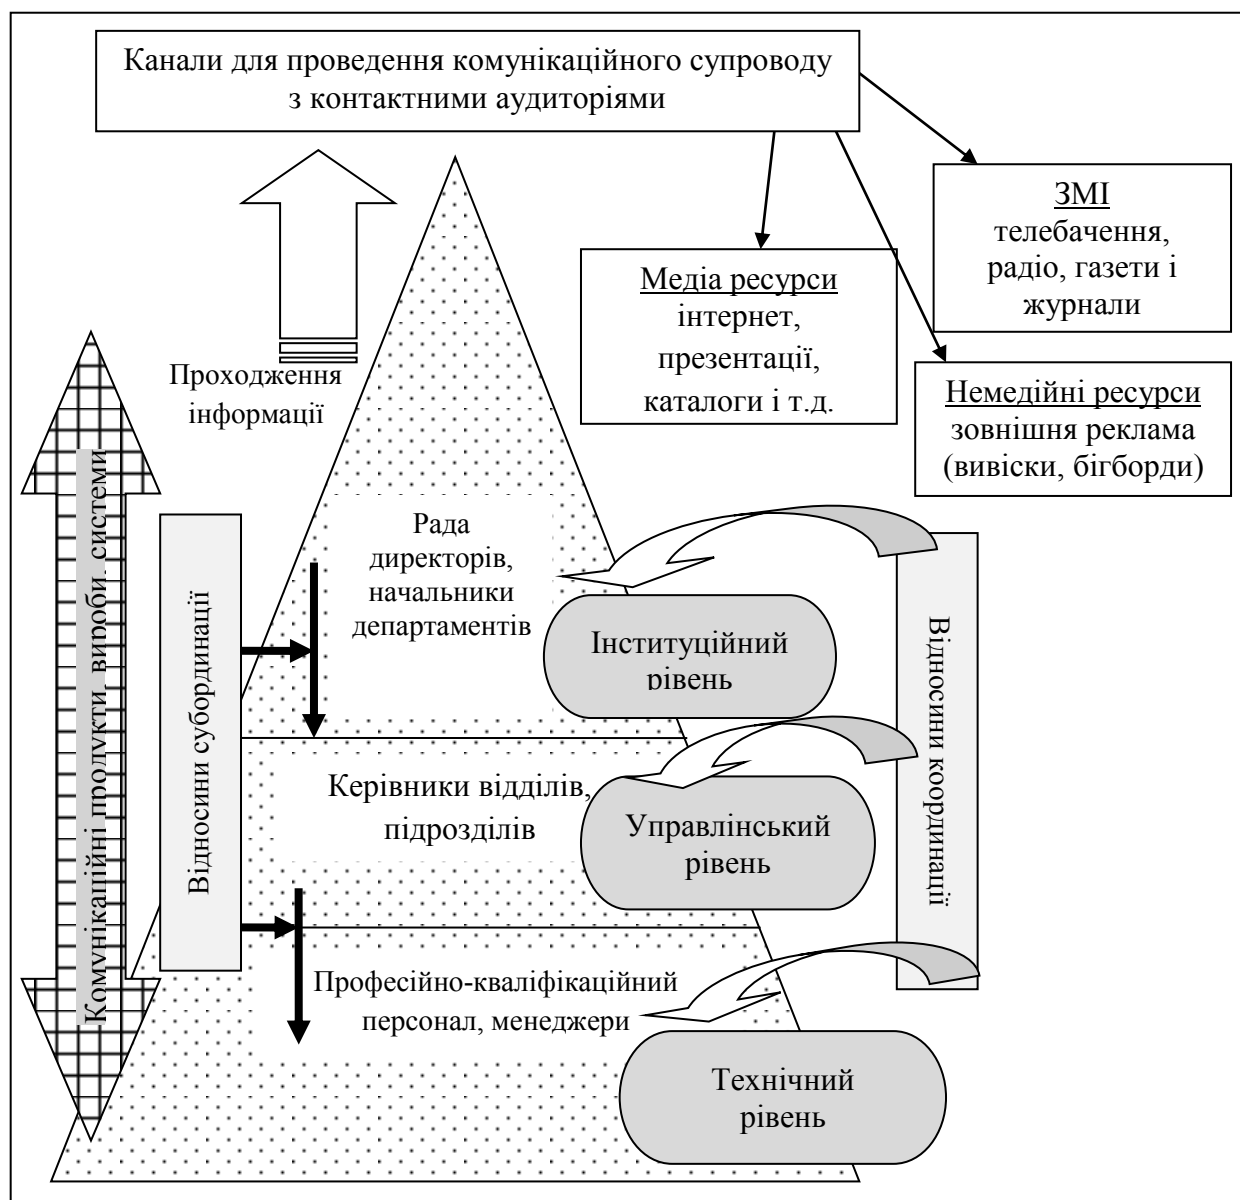 Канали для проведення комунікаційного супроводу
з контактними аудиторіями
ЗМІ
телебачення,
радіо, газети і
журнали
Медіа ресурси
інтернет,
презентації,
каталоги і т.д.
Немедійні ресурси
зовнішня реклама
(вивіски, бігборди)
Проходження
інформації
Комунікаційні продукти, вироби, системи
Відносини субординації
Рада
директорів,
начальники
департаментів
Інституційний
рівень
Відносини координації
Керівники відділів,
підрозділів
Управлінський
рівень
Професійно-кваліфікаційний
персонал, менеджери
Технічний
рівень